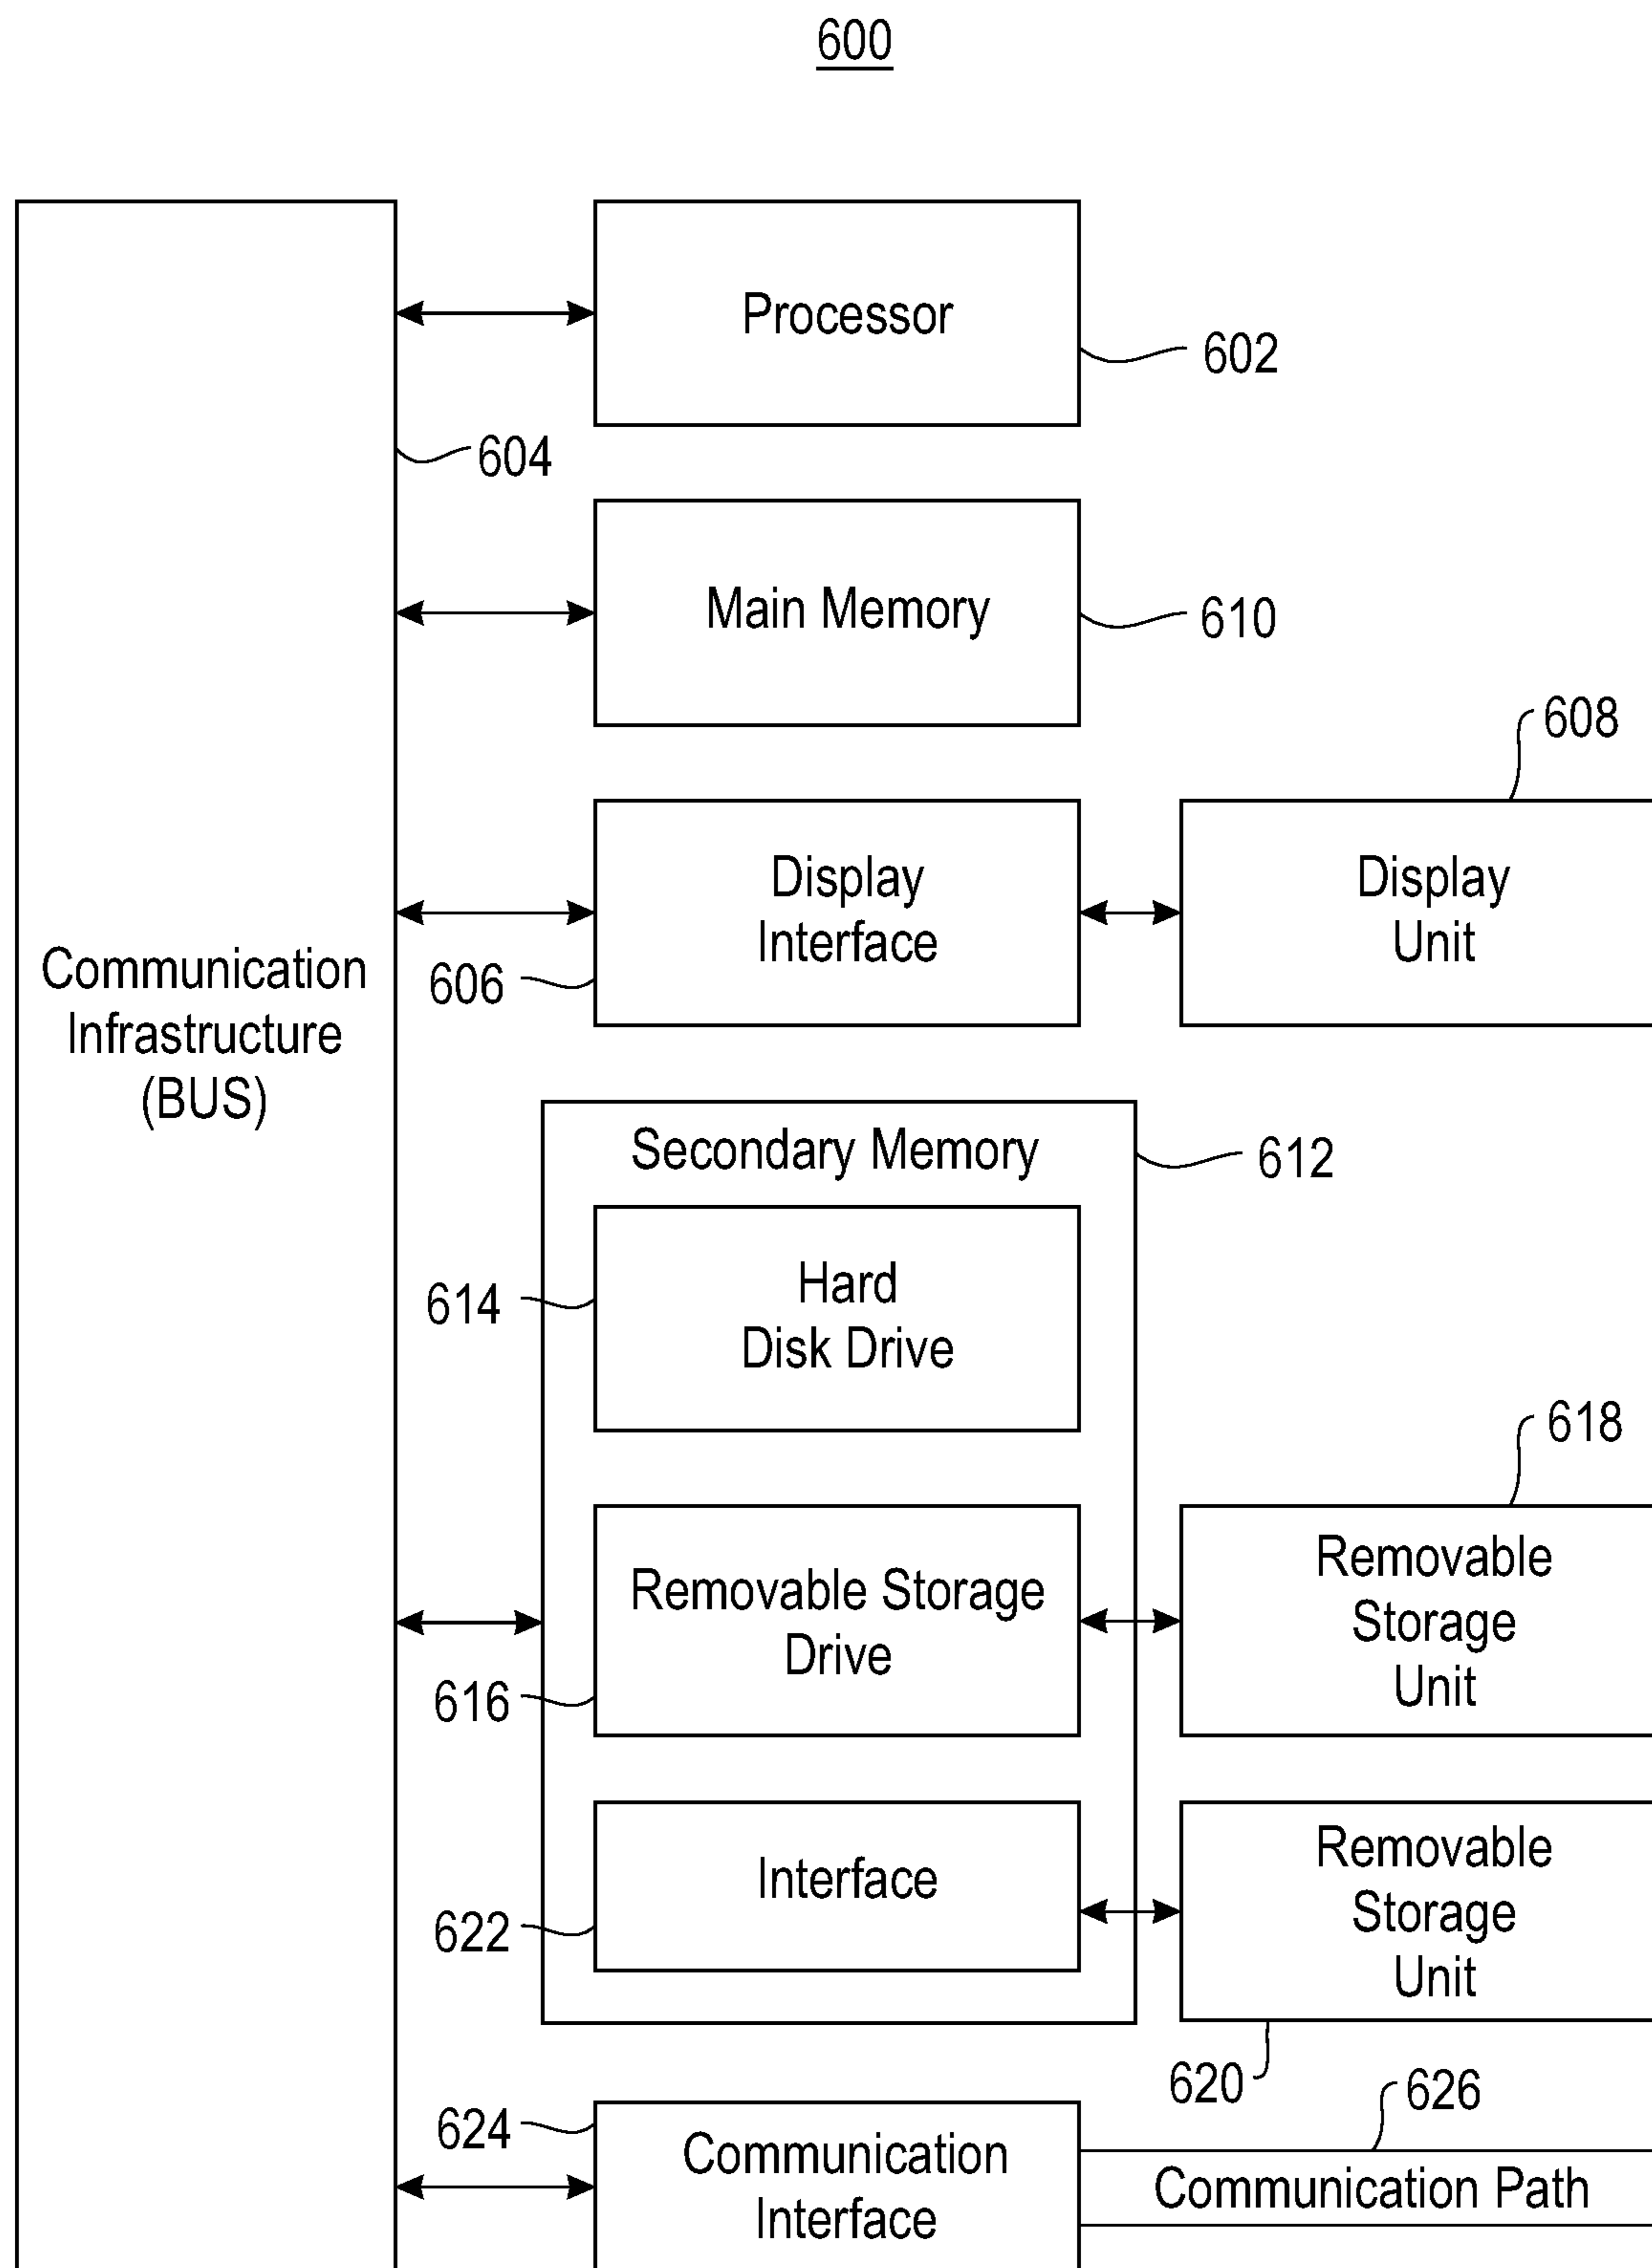 600
Processor
602
604
Main Memory
610
608
Display
Interface
606
Display
Unit
Communication
Infrastructure
(BUS)
Secondary Memory
612
Hard
Disk Drive
614
618
Removable Storage
Drive
616
Removable
Storage
Unit
Interface
622
Removable
Storage
Unit
620
626
624
Communication
Interface
Communication Path